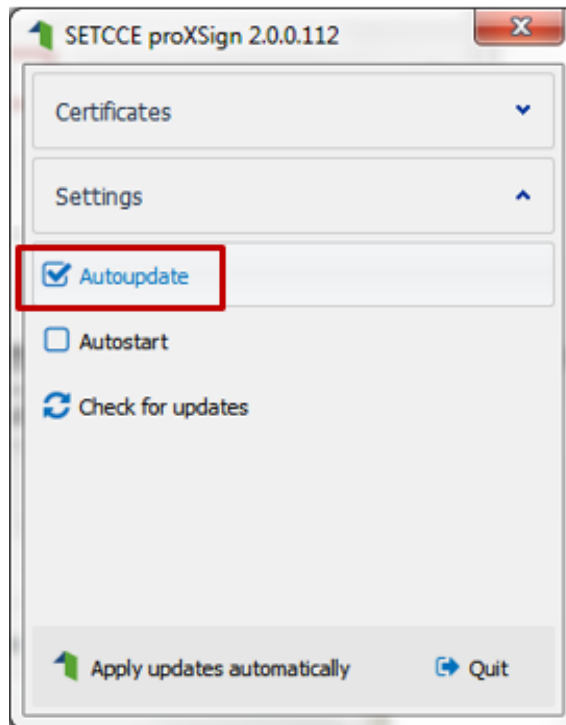 SETCCE proXSign 2.0.0.112
Certificates
Settings
Autoupdate
Autostart
Check for updates
Apply updates automatically
Quit